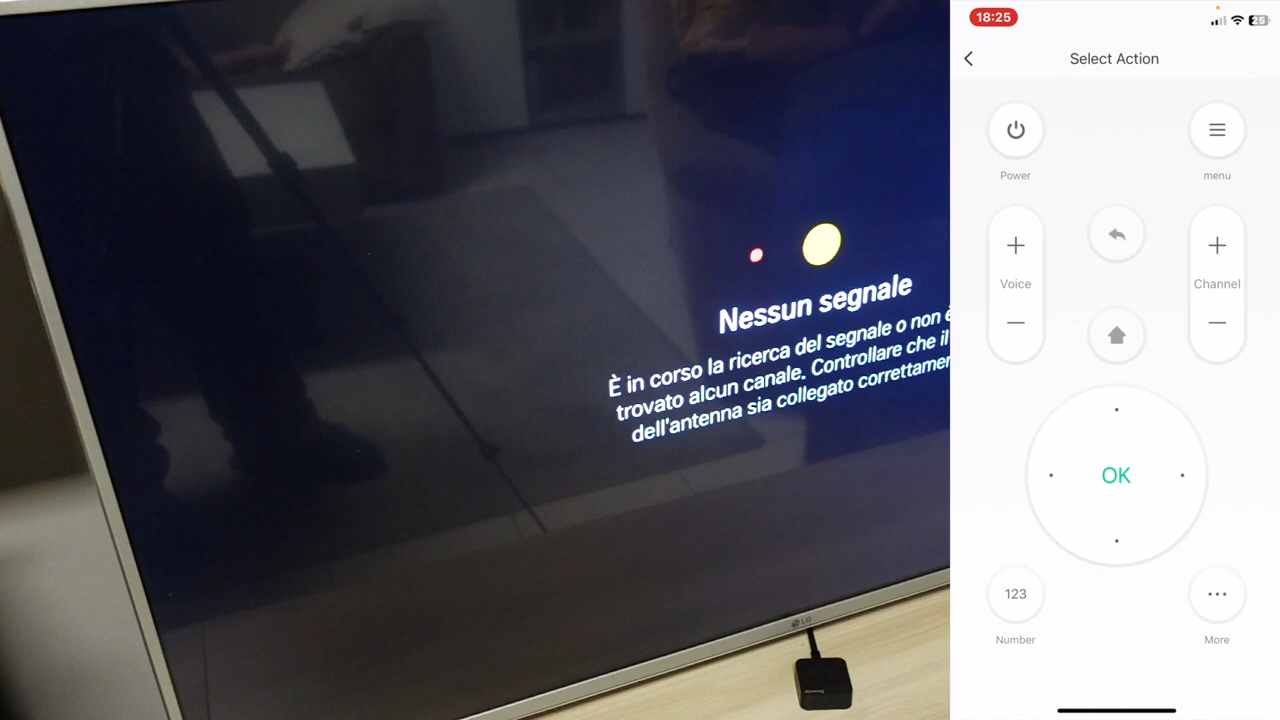 Nessun segnale
È in corso la ricerca del segnale o non è
trovato alcun canale. Controllare che il
dell'antenna sia collegato
LG
18:25
25
Select Action
Power
menu
Voice
Channel
OK
123
Number
More